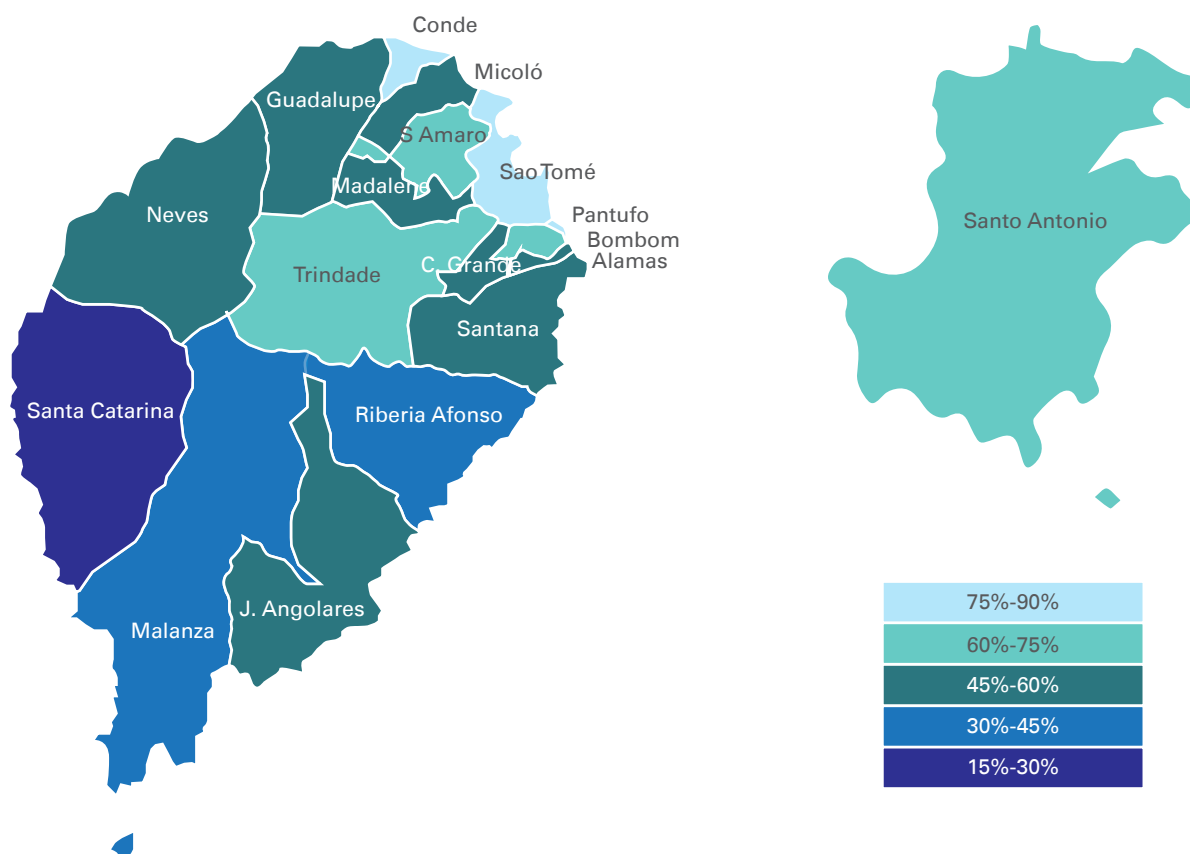 Conde
Micoló
Guadalupe
S Amaro
Sao Tomé
Madalene
Neves
Pantufo
Bombom
Alamas
C. Grande
Trindade
Santana
Santa Catarina
Riberia Afonso
J. Angolares
Malanza
Santo Antonio
75%-90%
60%-75%
45%-60%
30%-45%
15%-30%